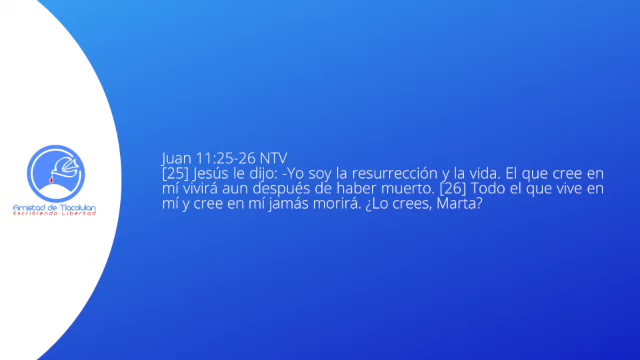 Juan 11:25-26 NTV
[25] Jesús le dijo: -Yo soy la resurrección y la vida. El que cree en
mí vivirá aun después de haber muerto. [26] Todo el que vive en
mí y cree en mí jamás morirá. ¿Lo crees, Marta?
Amistad de Tlacolulan
Escribiendo Libertad